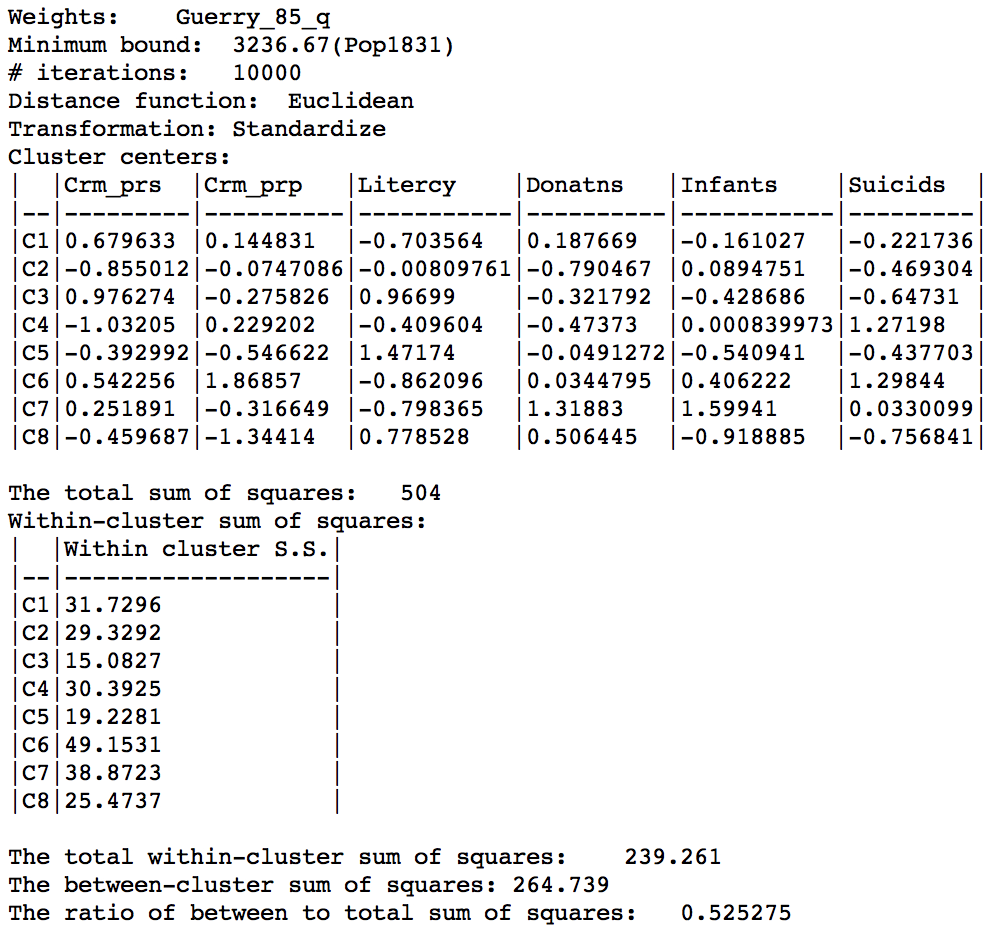 Weights:    Guerry_85_q
Minimum bound:  3236.67(Pop1831)
# iterations:   10000
Distance function:  Euclidean
Transformation: Standardize
Cluster centers:
|  |Crm_prs  |Crm_prp   |Litercy    |Donatns   |Infants    |Suicids  |
|--|---------|----------|-----------|----------|-----------|---------|
|C1|0.679633 |0.144831  |-0.703564  |0.187669  |-0.161027  |-0.221736|
|C2|-0.855012|-0.0747086|-0.00809761|-0.790467 |0.0894751  |-0.469304|
|C3|0.976274 |-0.275826 |0.96699    |-0.321792 |-0.428686  |-0.64731 |
|C4|-1.03205 |0.229202  |-0.409604  |-0.47373  |0.000839973|1.27198  |
|C5|-0.392992|-0.546622 |1.47174    |-0.0491272|-0.540941  |-0.437703|
|C6|0.542256 |1.86857   |-0.862096  |0.0344795 |0.406222   |1.29844  |
|C7|0.251891 |-0.316649 |-0.798365  |1.31883   |1.59941    |0.0330099|
|C8|-0.459687|-1.34414  |0.778528   |0.506445  |-0.918885  |-0.756841|
The total sum of squares:   504
Within-cluster sum of squares:
|  |Within cluster S.S.|
|--|-------------------|
|C1|31.7296            |
|C2|29.3292            |
|C3|15.0827            |
|C4|30.3925            |
|C5|19.2281            |
|C6|49.1531            |
|C7|38.8723            |
|C8|25.4737            |
The total within-cluster sum of squares:    239.261
The between-cluster sum of squares: 264.739
The ratio of between to total sum of squares:   0.525275